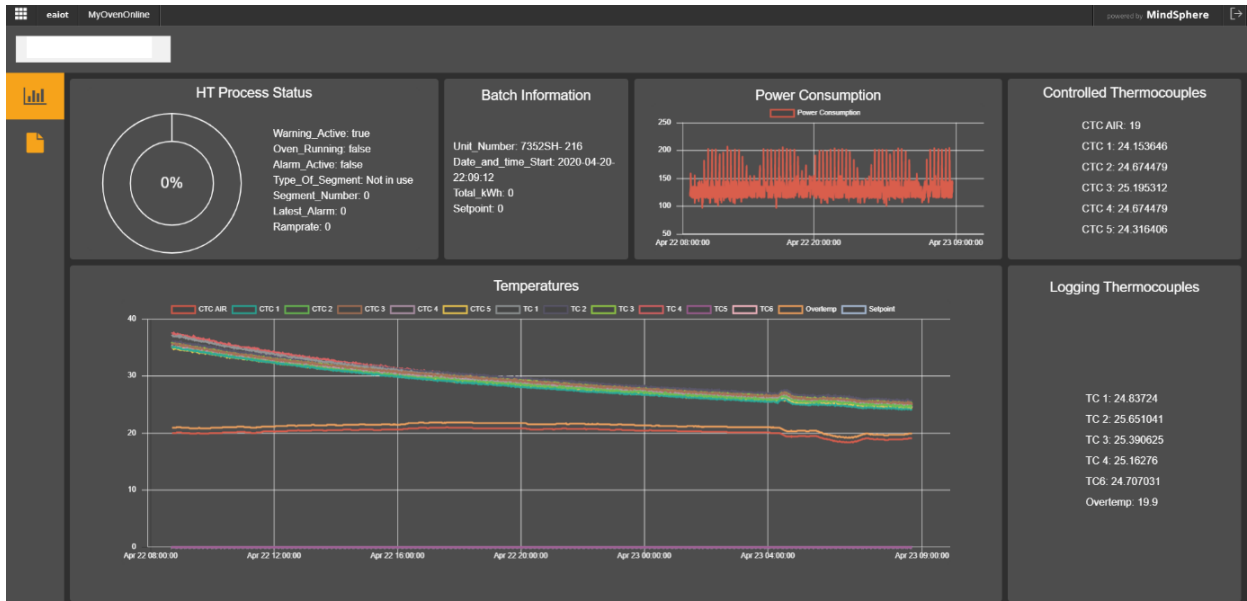 eaiot MyOvenOnline
powered by MindSphere
HT Process Status
0%
Warning_Active: true
Oven_Running: false
Alarm_Active: false
Type_Of_Segment: Not in use
Segment_Number: 0
Latest_Alarm: 0
Ramprate: 0
Batch Information
Unit_Number: 7352SH- 216
Date_and_time_Start: 2020-04-20-
22:09:12
Total_kWh: 0
Setpoint: 0
Power Consumption
Power Consumption
250
200
150
100
50
Apr 22 08:00:00 Apr 22 20:00:00 Apr 23 09:00:00
Controlled Thermocouples
CTC AIR: 19
CTC 1: 24.153646
CTC 2: 24.674479
CTC 3: 25.195312
CTC 4: 24.674479
CTC 5: 24.316406
Temperatures
CTC AIR CTC 1 CTC 2 CTC 3 CTC 4 CTC 5 TC 1 TC 2 TC 3 TC 4 TC5 TC6 Overtemp Setpoint
40
30
20
10
0
Apr 22 08:00:00 Apr 22 12:00:00 Apr 22 16:00:00 Apr 22 20:00:00 Apr 23 00:00:00 Apr 23 04:00:00 Apr 23 09:00:00
Logging Thermocouples
TC 1: 24.83724
TC 2: 25.651041
TC 3: 25.390625
TC 4: 25.16276
TC6: 24.707031
Overtemp: 19.9